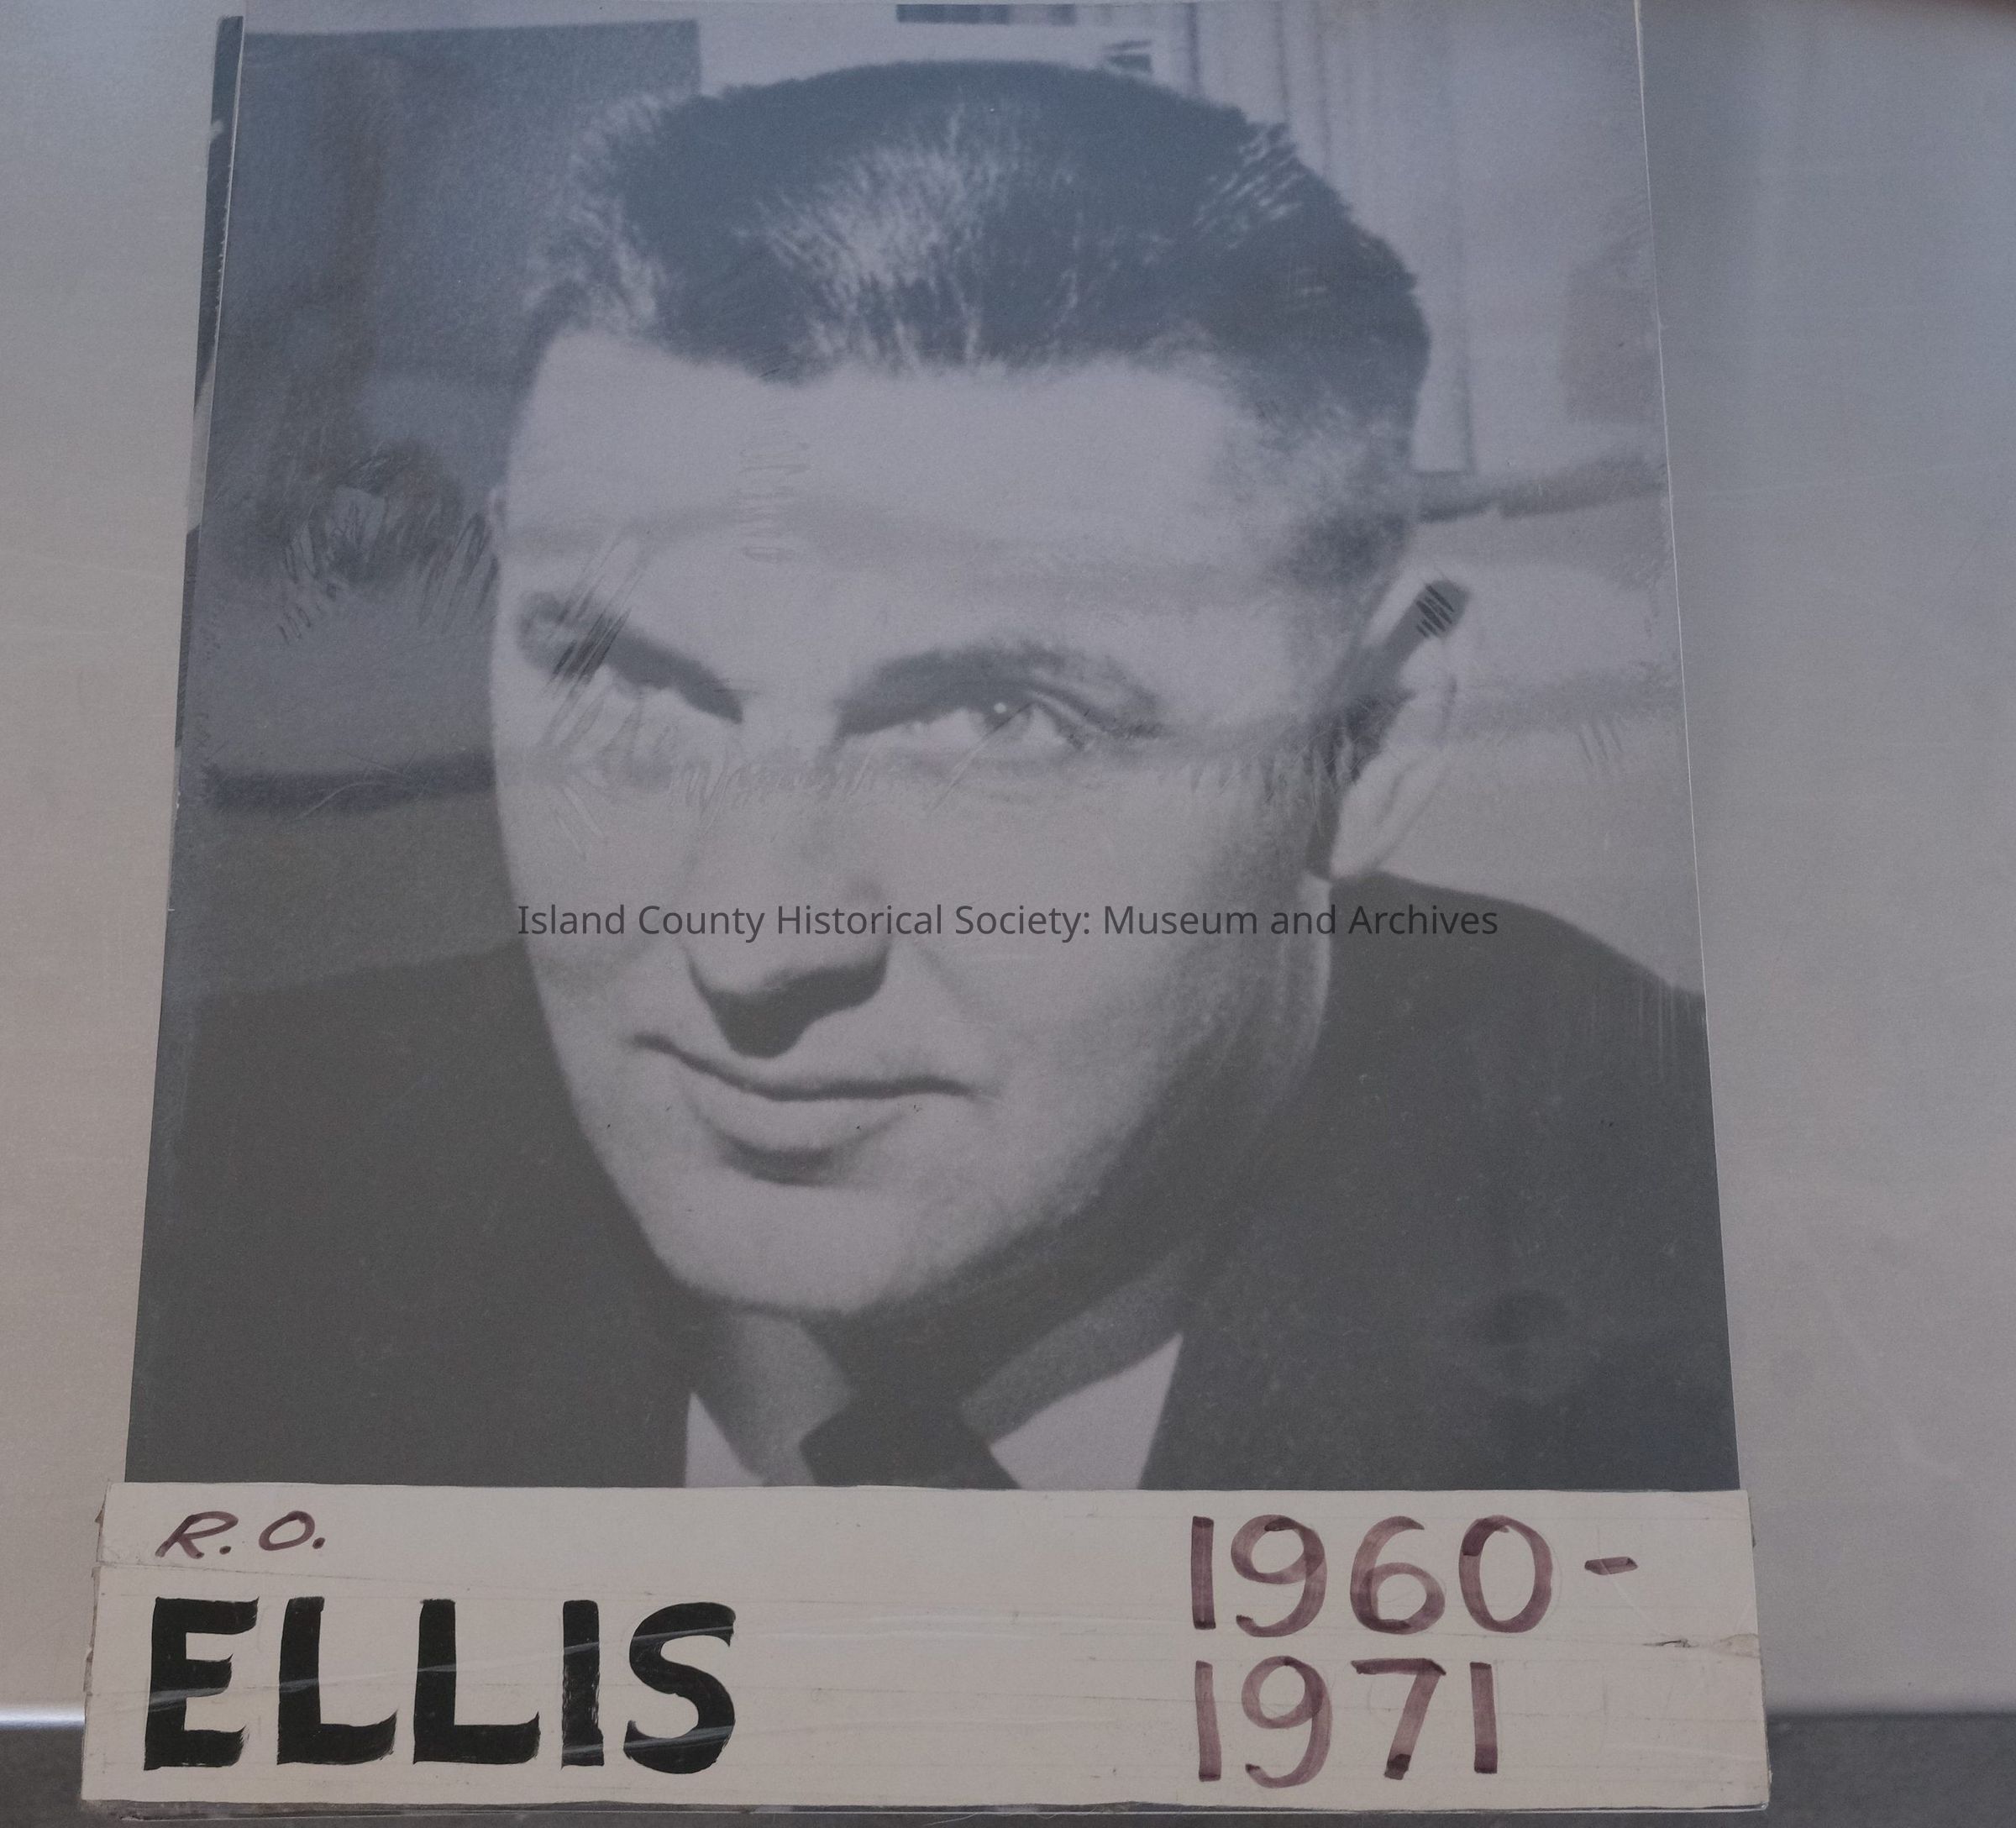 Island County Historical Society: Museum and Archives
R. O.
ELLIS
1960-
1971